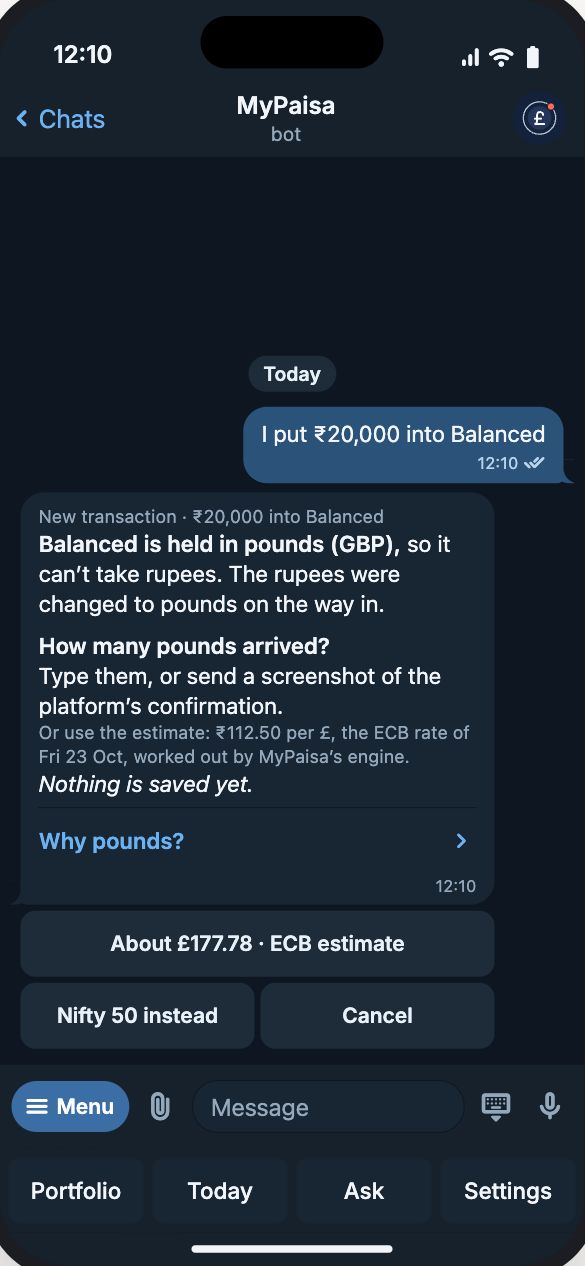 12:10
Chats
MyPaisa
bot
£
Today
I put ₹20,000 into Balanced
12:10
New transaction · ₹20,000 into Balanced
Balanced is held in pounds (GBP), so it
can’t take rupees. The rupees were
changed to pounds on the way in.
How many pounds arrived?
Type them, or send a screenshot of the
platform’s confirmation.
Or use the estimate: ₹112.50 per £, the ECB rate of
Fri 23 Oct, worked out by MyPaisa’s engine.
Nothing is saved yet.
Why pounds?
12:10
About £177.78 · ECB estimate
Nifty 50 instead
Cancel
Menu
Message
Portfolio
Today
Ask
Settings